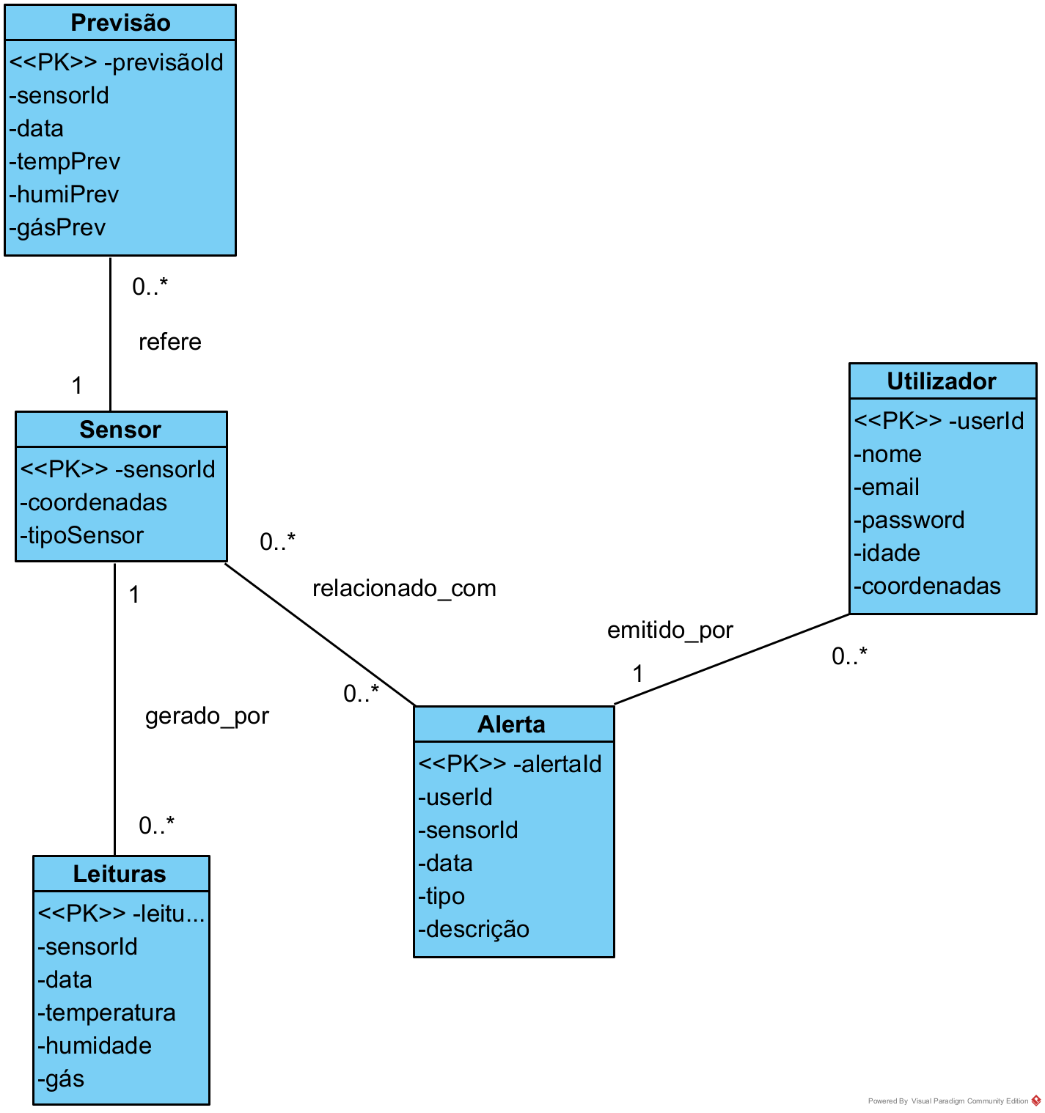 Previsão
<<PK>> -previsãoId
-sensorId
-data
-tempPrev
-humiPrev
-gásPrev
0..*
refere
1
Sensor
<<PK>> -sensorId
-coordenadas
-tipoSensor
Utilizador
<<PK>> -userId
-nome
-email
-password
-idade
-coordenadas
0..*
relacionado_com
0..*
emitido_por
1
0..*
1
gerado_por
0..*
Alerta
<<PK>> -alertaId
-userId
-sensorId
-data
-tipo
-descrição
Leituras
<<PK>> -leitu...
-sensorId
-data
-temperatura
-humidade
-gás
Powered By Visual Paradigm Community Edition